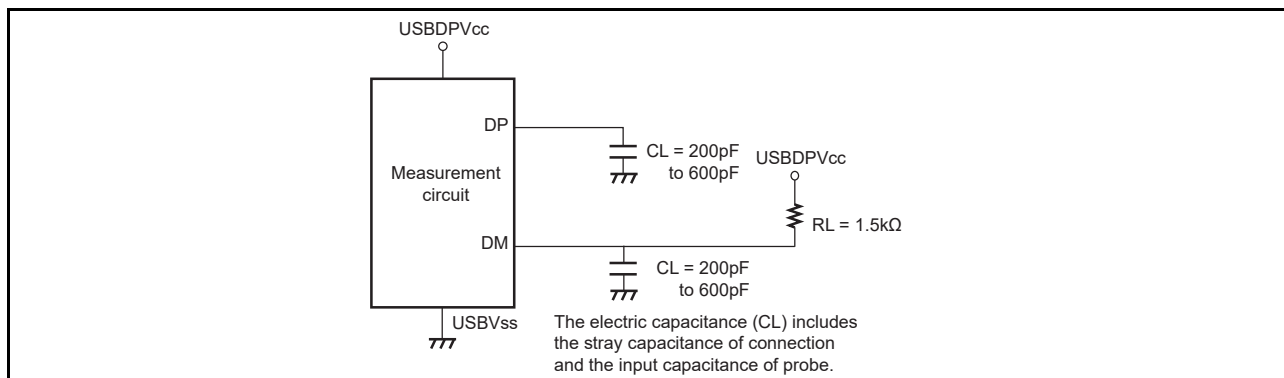 USBDPVcc
DP
CL = 200pF
to 600pF
USBDPVcc
Measurement
circuit
RL = 1.5kΩ
DM
CL = 200pF
to 600pF
USBVss
The electric capacitance (CL) includes
the stray capacitance of connection
and the input capacitance of probe.